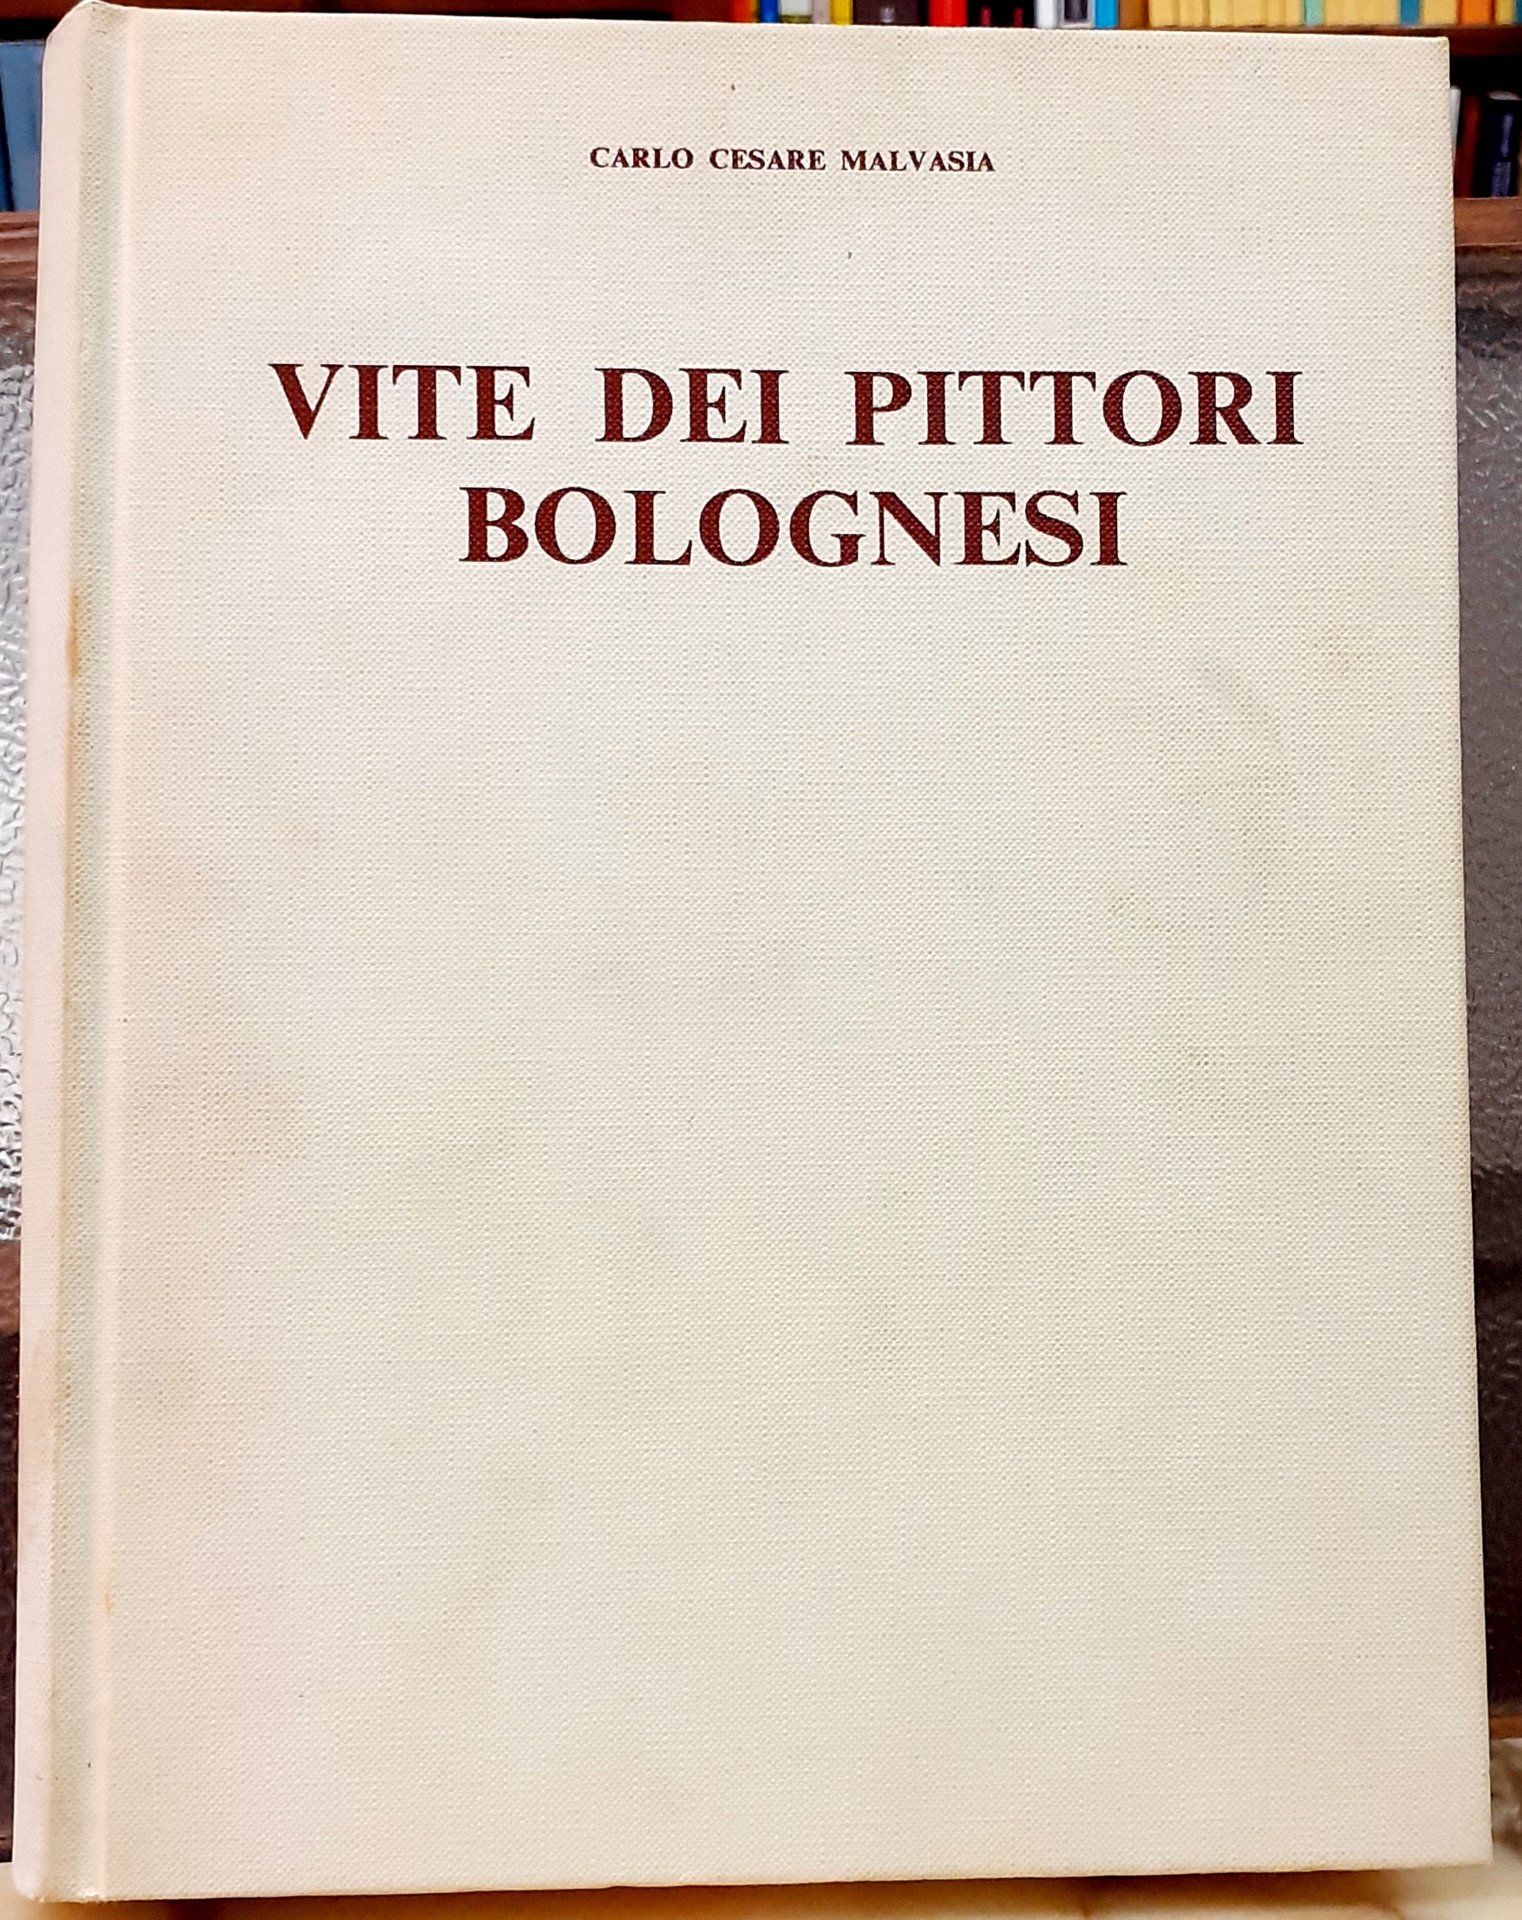 CARLO CESARE MALVASIA
VITE DEI PITTORI
BOLOGNESI